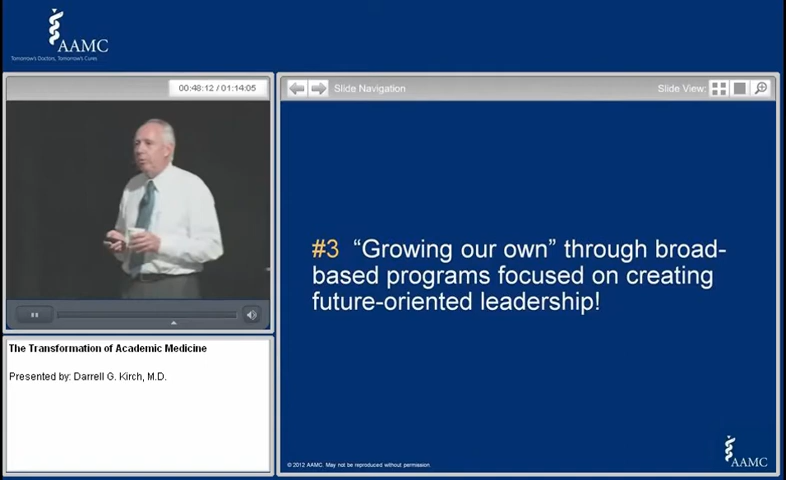 AAMC
Tomorrow's Doctors, Tomorrow's Cures
00:48:12 / 01:14:05
Slide Navigation
Slide View:
#3 "Growing our own" through broad-
based programs focused on creating
future-oriented leadership!
The Transformation of Academic Medicine
Presented by: Darrell G. Kirch, M.D.
© 2012 AAMC. May not be reproduced without permission.
AAMC